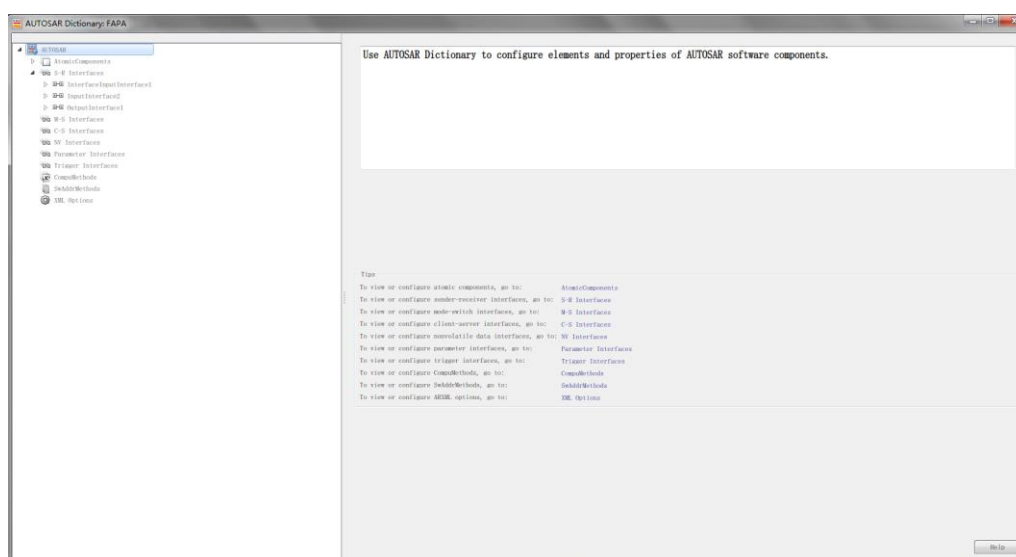 AUTOSAR Dictionary: FAPA
AUTOSAR
AtomicComponents
S-R Interfaces
InterfaceInputInterface1
InputInterface2
OutputInterface1
M-S Interfaces
C-S Interfaces
NV Interfaces
Parameter Interfaces
Trigger Interfaces
CompuMethods
SwAddrMethods
XML Options
Use AUTOSAR Dictionary to configure elements and properties of AUTOSAR software components.
Tips
To view or configure atomic components, go to: AtomicComponents
To view or configure sender-receiver interfaces, go to: S-R Interfaces
To view or configure mode-switch interfaces, go to: M-S Interfaces
To view or configure client-server interfaces, go to: C-S Interfaces
To view or configure nonvolatile data interfaces, go to: NV Interfaces
To view or configure parameter interfaces, go to: Parameter Interfaces
To view or configure trigger interfaces, go to: Trigger Interfaces
To view or configure CompuMethods, go to: CompuMethods
To view or configure SwAddrMethods, go to: SwAddrMethods
To view or configure ARXML options, go to: XML Options
Help